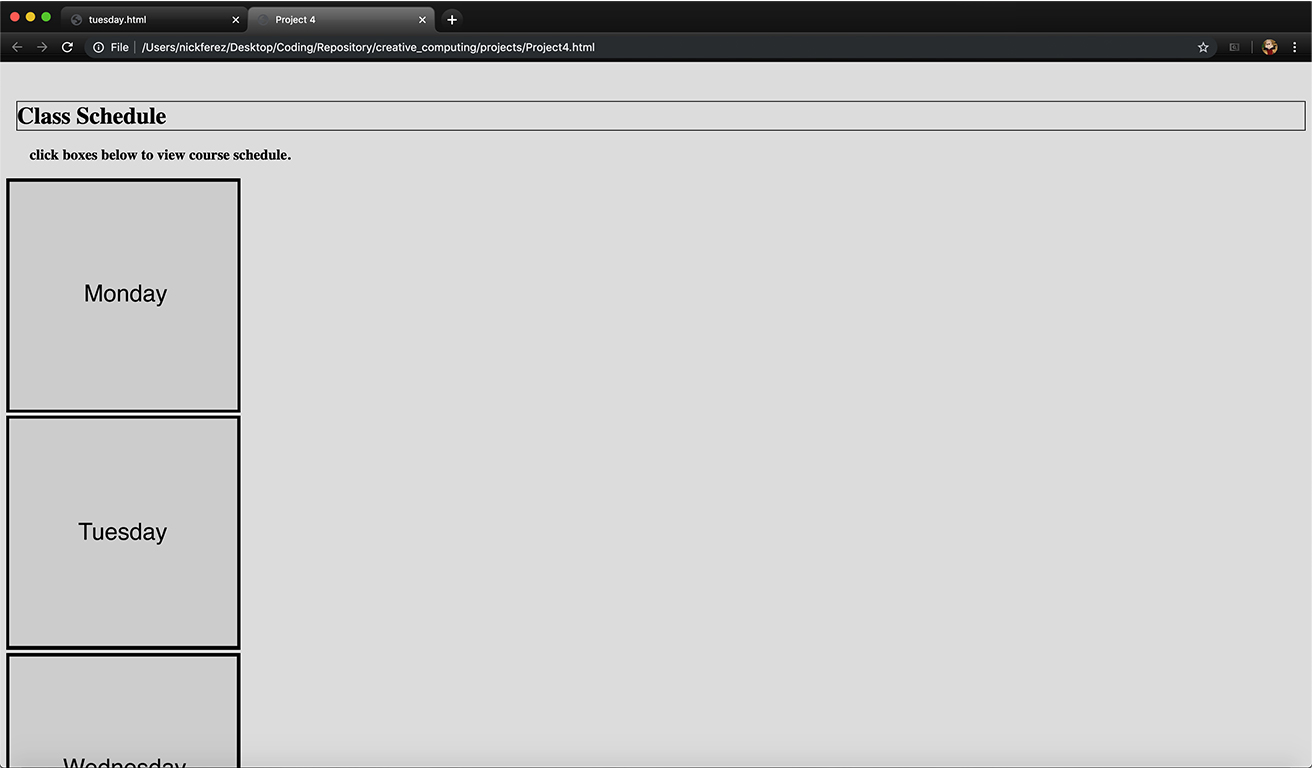 tuesday.html
Project 4
File
/Users/nickferez/Desktop/Coding/Repository/creative_computing/projects/Project4.html
Class Schedule
click boxes below to view course schedule.
Monday
Tuesday
Wednesday